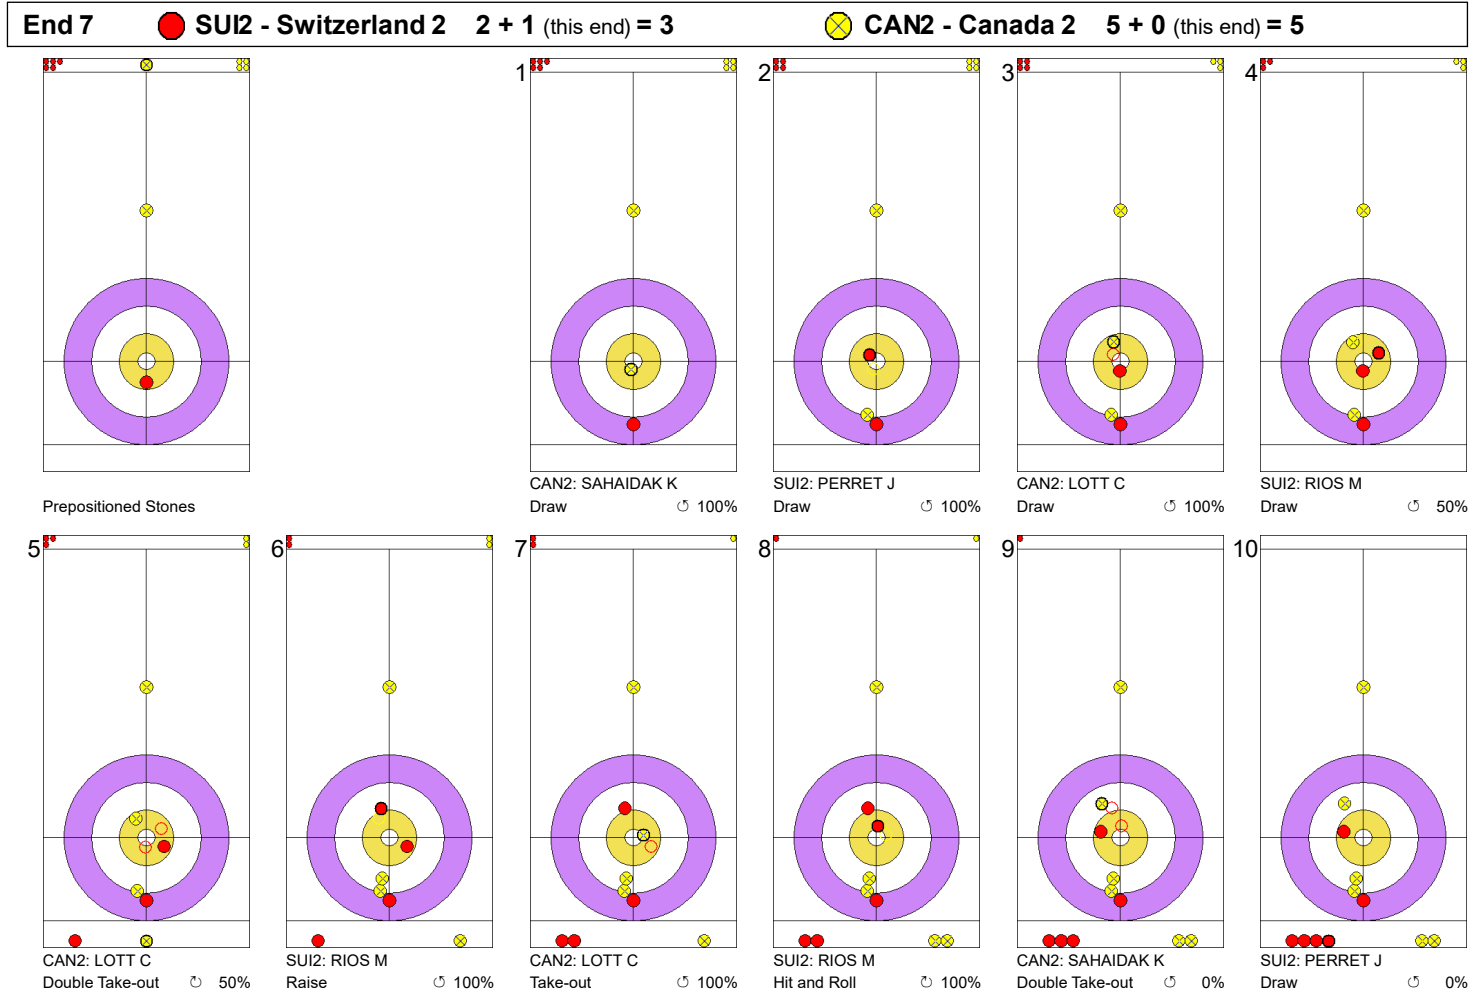 End 7 SUI2 - Switzerland 2 2 + 1 (this end) = 3 CAN2 - Canada 2 5 + 0 (this end) = 5
1 2 3 4
CAN2: SAHAIDAK K SUI2: PERRET J CAN2: LOTT C SUI2: RIOS M
Prepositioned Stones Draw ↺ 100% Draw ↺ 100% Draw ↺ 100% Draw ↺ 50%
5 6 7 8 9 10
CAN2: LOTT C SUI2: RIOS M CAN2: LOTT C SUI2: RIOS M CAN2: SAHAIDAK K SUI2: PERRET J
Double Take-out ↻ 50% Raise ↻ 100% Take-out ↻ 100% Hit and Roll ↻ 100% Double Take-out ↺ 0% Draw ↺ 0%